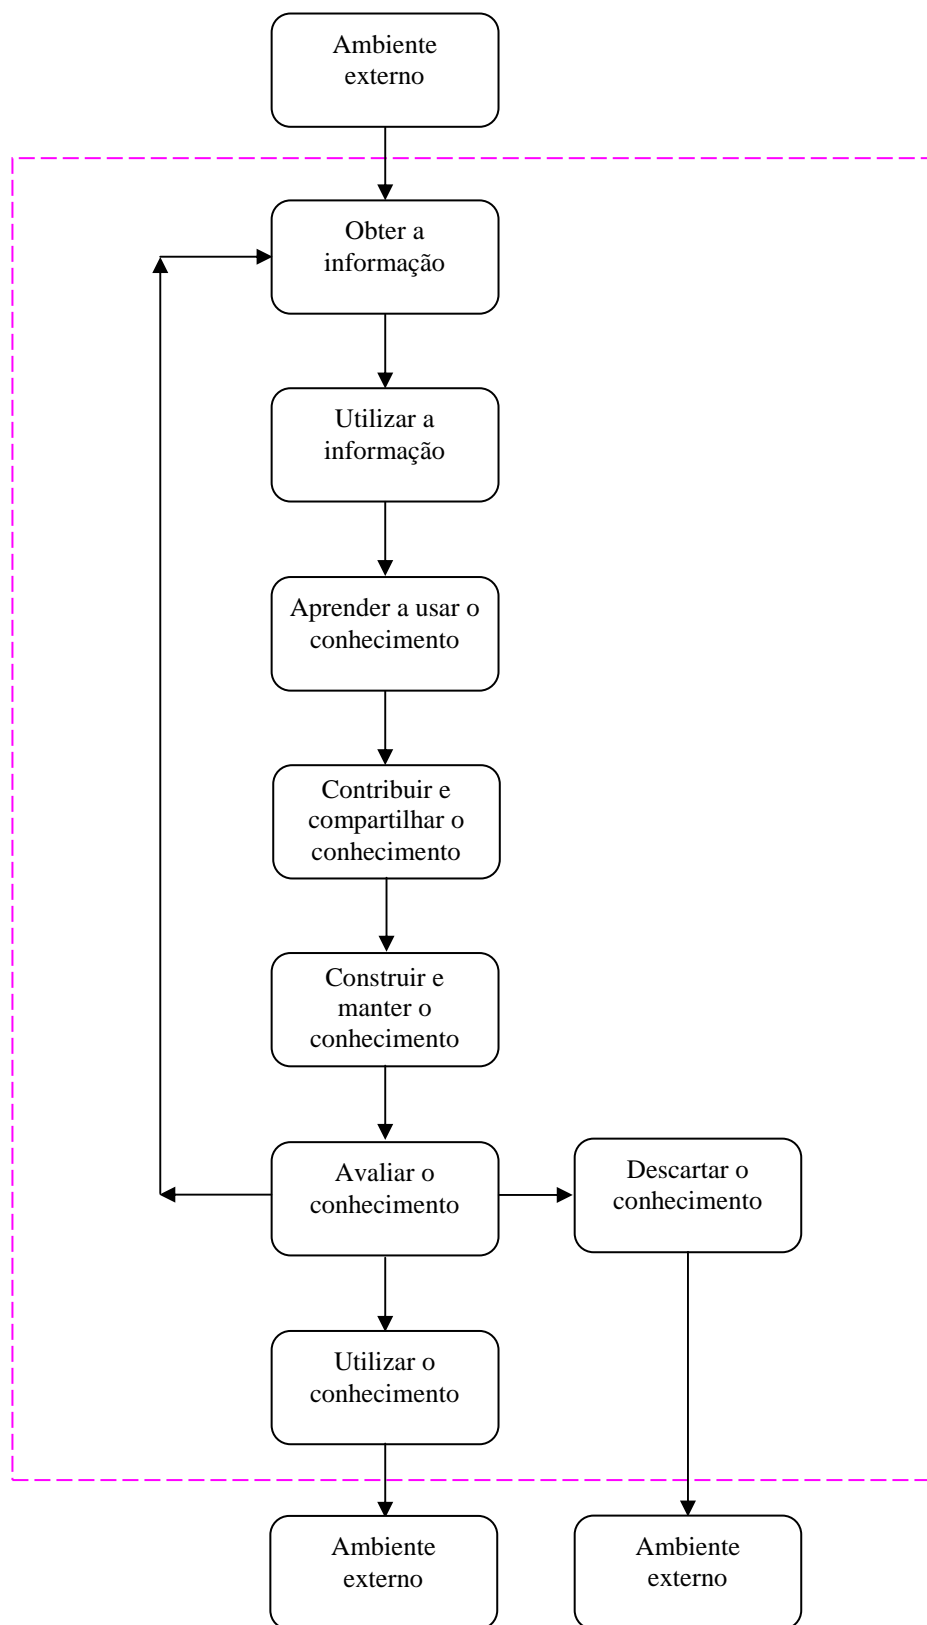 Ambiente
externo
Obter a
informação
Utilizar a
informação
Aprender a usar o
conhecimento
Contribuir e
compartilhar o
conhecimento
Construir e
manter o
conhecimento
Avaliar o
conhecimento
Descartar o
conhecimento
Utilizar o
conhecimento
Ambiente
externo
Ambiente
externo